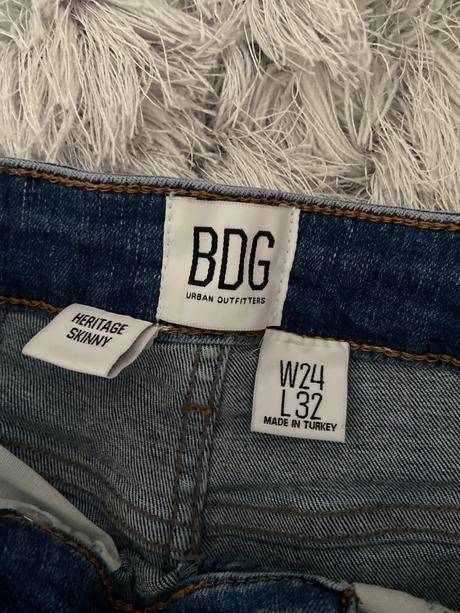 BDG
URBAN OUTFITTERS
HERITAGE
SKINNY
W24
L32
MADE IN TURKEY